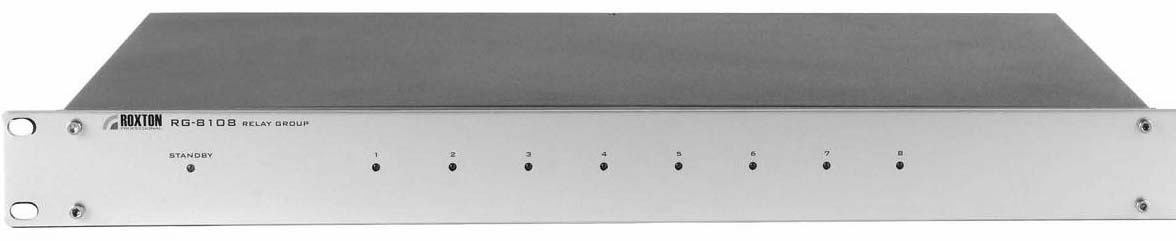 ROXTON RG-8108 RELAY GROUP
PROFESSIONAL
STANDBY 1 2 3 4 5 6 7 8